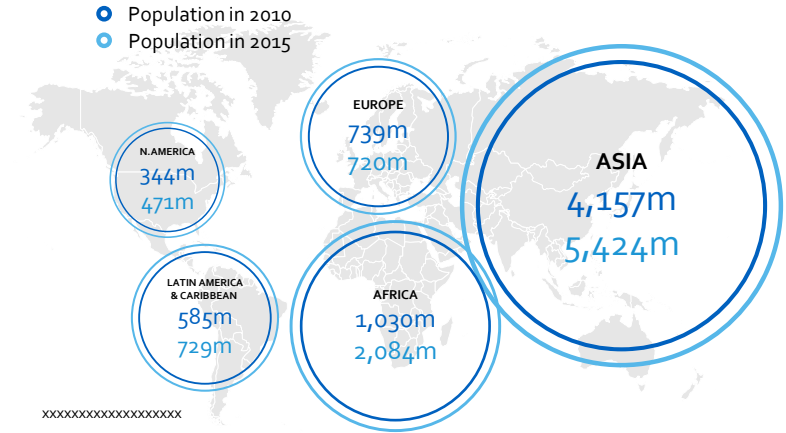 Population in 2010
Population in 2015
EUROPE
739m
720m
N.AMERICA
344m
471m
ASIA
4,157m
5,424m
LATIN AMERICA
& CARIBBEAN
585m
729m
AFRICA
1,030m
2,084m
xxxxxxxxxxxxxxxxxxx